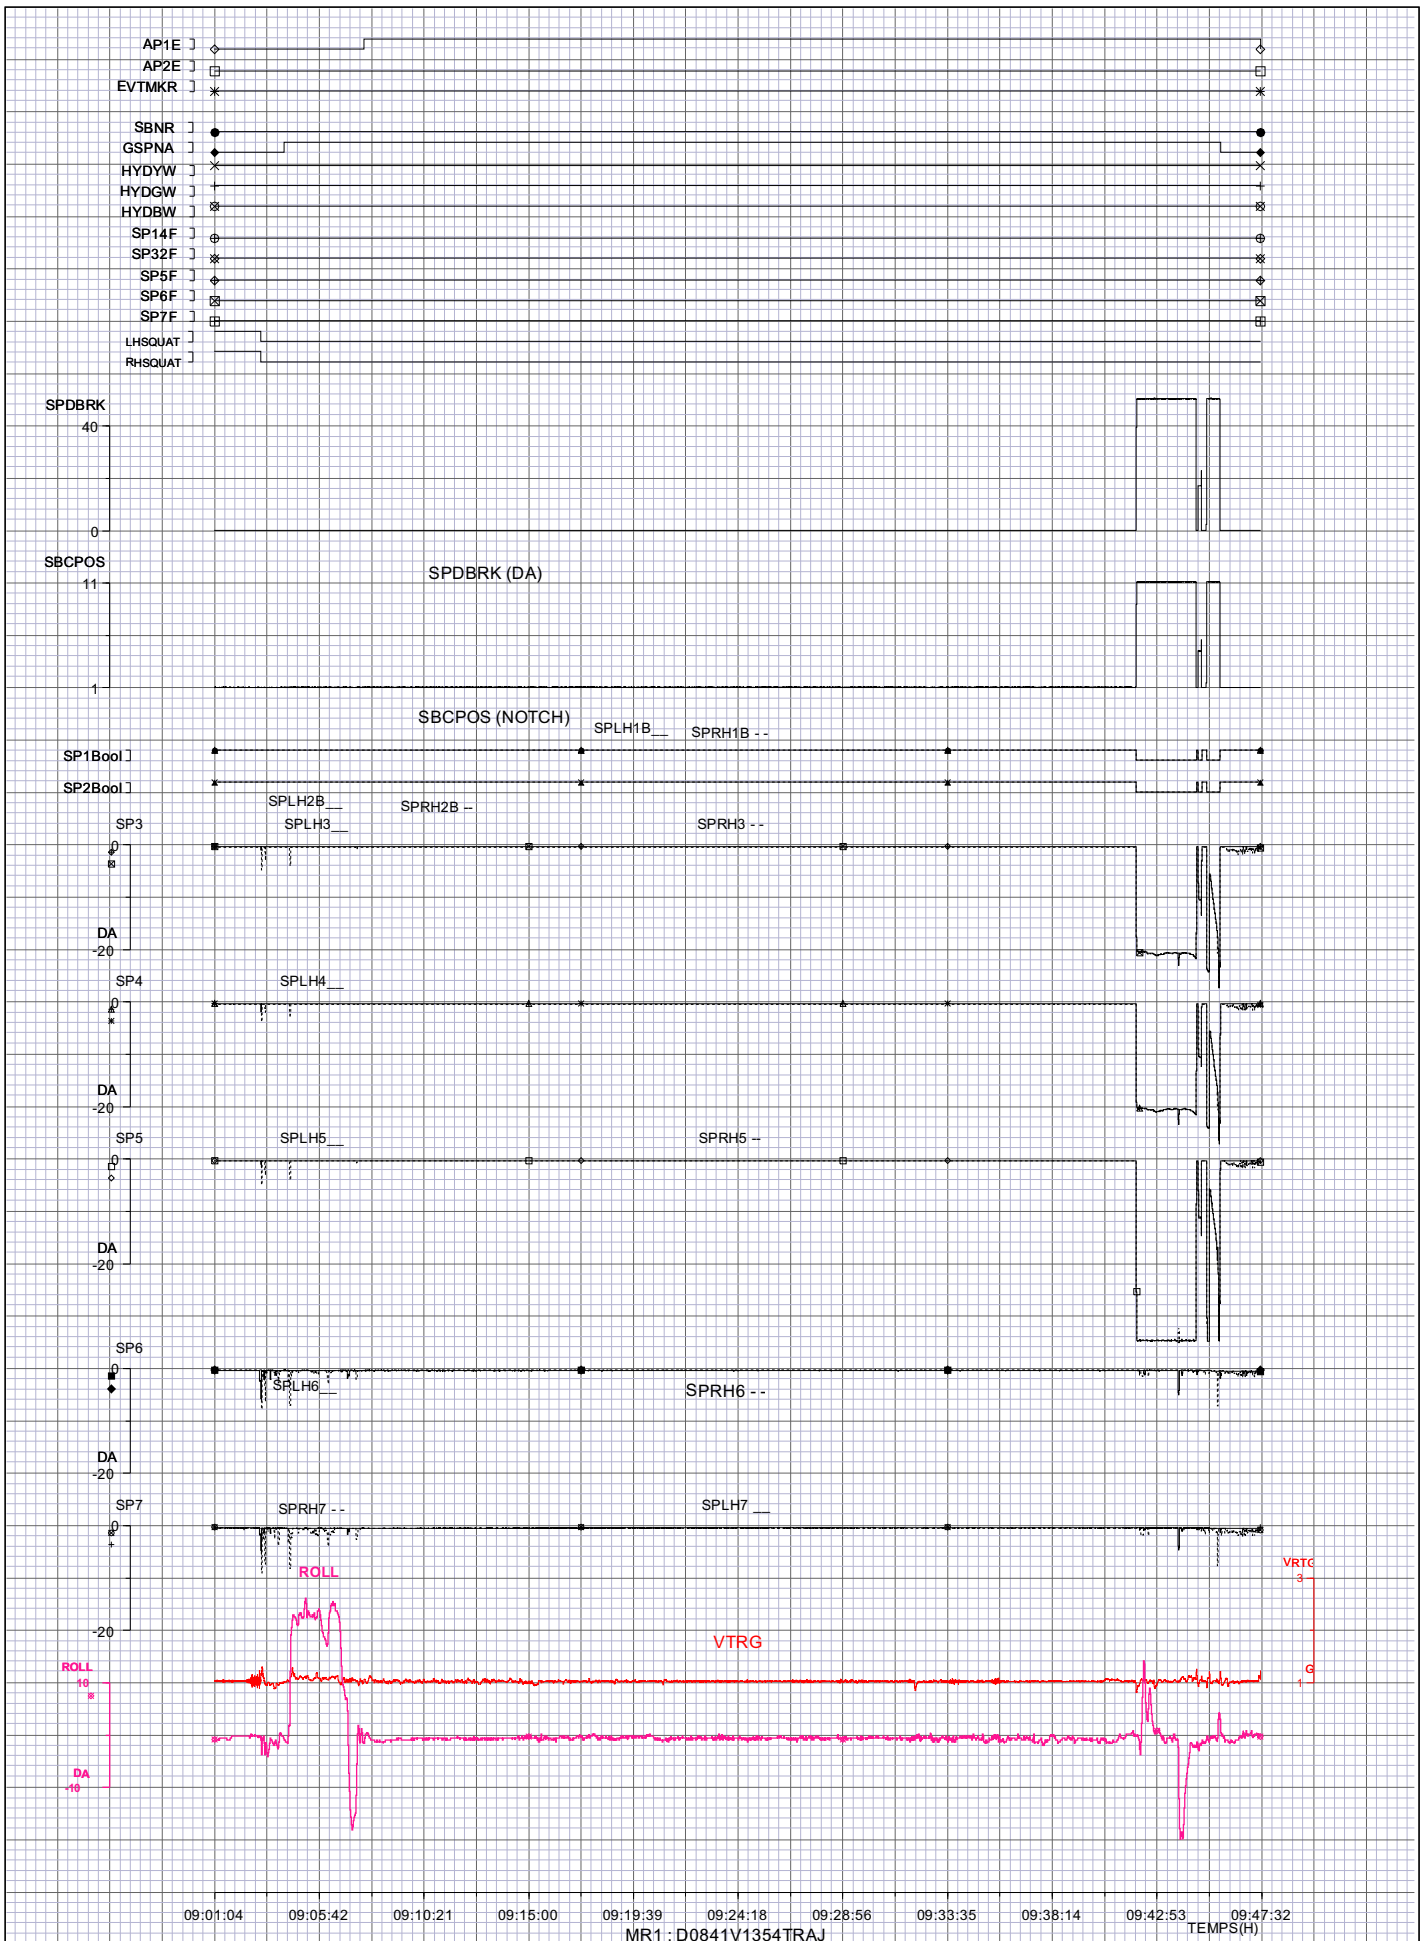 AP1E
AP2E
EVTMKR
SBNR
GSPNA
HYDYW
HYDGW
HYDBW
SP14F
SP32F
SP5F
SP6F
SP7F
LHSQUAT
RHSQUAT
SPDBRK
40
0
SBCPOS
SPDBRK (DA)
11
1
SBCPOS (NOTCH)
SPLH1B__ SPRH1B - -
SP1Bool
SP2Bool
SPLH2B__ SPRH2B --
SP3 SPLH3__ SPRH3 - -
0
DA
-20
SP4 SPLH4__
0
DA
-20
SP5 SPLH5__ SPRH5 --
0
DA
-20
SP6
0
SPLH6__ SPRH6 - -
DA
-20
SP7 SPRH7 - - SPLH7 __
0
ROLL VRTG
3
-20
VTRG
ROLL G
10 1
DA
-10
09:01:04 09:05:42 09:10:21 09:15:00 09:19:39 09:24:18 09:28:56 09:33:35 09:38:14 09:42:53 09:47:32
TEMPS(H)
MR1 : D0841V1354TRAJ